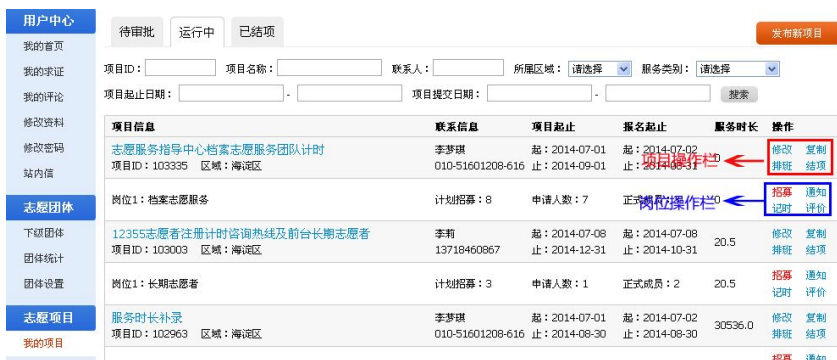 用户中心
我的首页
我的求证
我的评论
修改资料
修改密码
站内信
志愿团体
下级团体
团体统计
团体设置
志愿项目
我的项目
待审批 运行中 已结项
发布新项目
项目ID： 项目名称： 联系人： 所属区域： 请选择 服务类别： 请选择
项目起止日期： - 项目提交日期： - 搜索
项目信息 联系信息 项目起止 报名起止 服务时长 操作
志愿服务指导中心档案志愿服务团队计时 李梦琪 起：2014-07-01 起：2014-07-02 0 修改 复制
项目ID：103335 区域：海淀区 010-51601208-616 止：2014-09-01 止：2014-08-31 排班 结项
项目操作栏
岗位1：档案志愿服务 计划招募：8 申请人数：7 正式成员： 0 招募 通知
记时 评价
岗位操作栏
12355志愿者注册计时咨询热线及前台长期志愿者 李莉 起：2014-07-08 起：2014-07-08 20.5 修改 复制
项目ID：103003 区域：海淀区 13718460867 止：2014-12-31 止：2014-10-31 排班 结项
岗位1：长期志愿者 计划招募：3 申请人数：1 正式成员：2 20.5 招募 通知
记时 评价
服务时长补录 李梦琪 起：2014-07-01 起：2014-07-02 30536.0 修改 复制
项目ID：102963 区域：海淀区 010-51601208-616 止：2014-08-30 止：2014-08-30 排班 结项
招募 通知